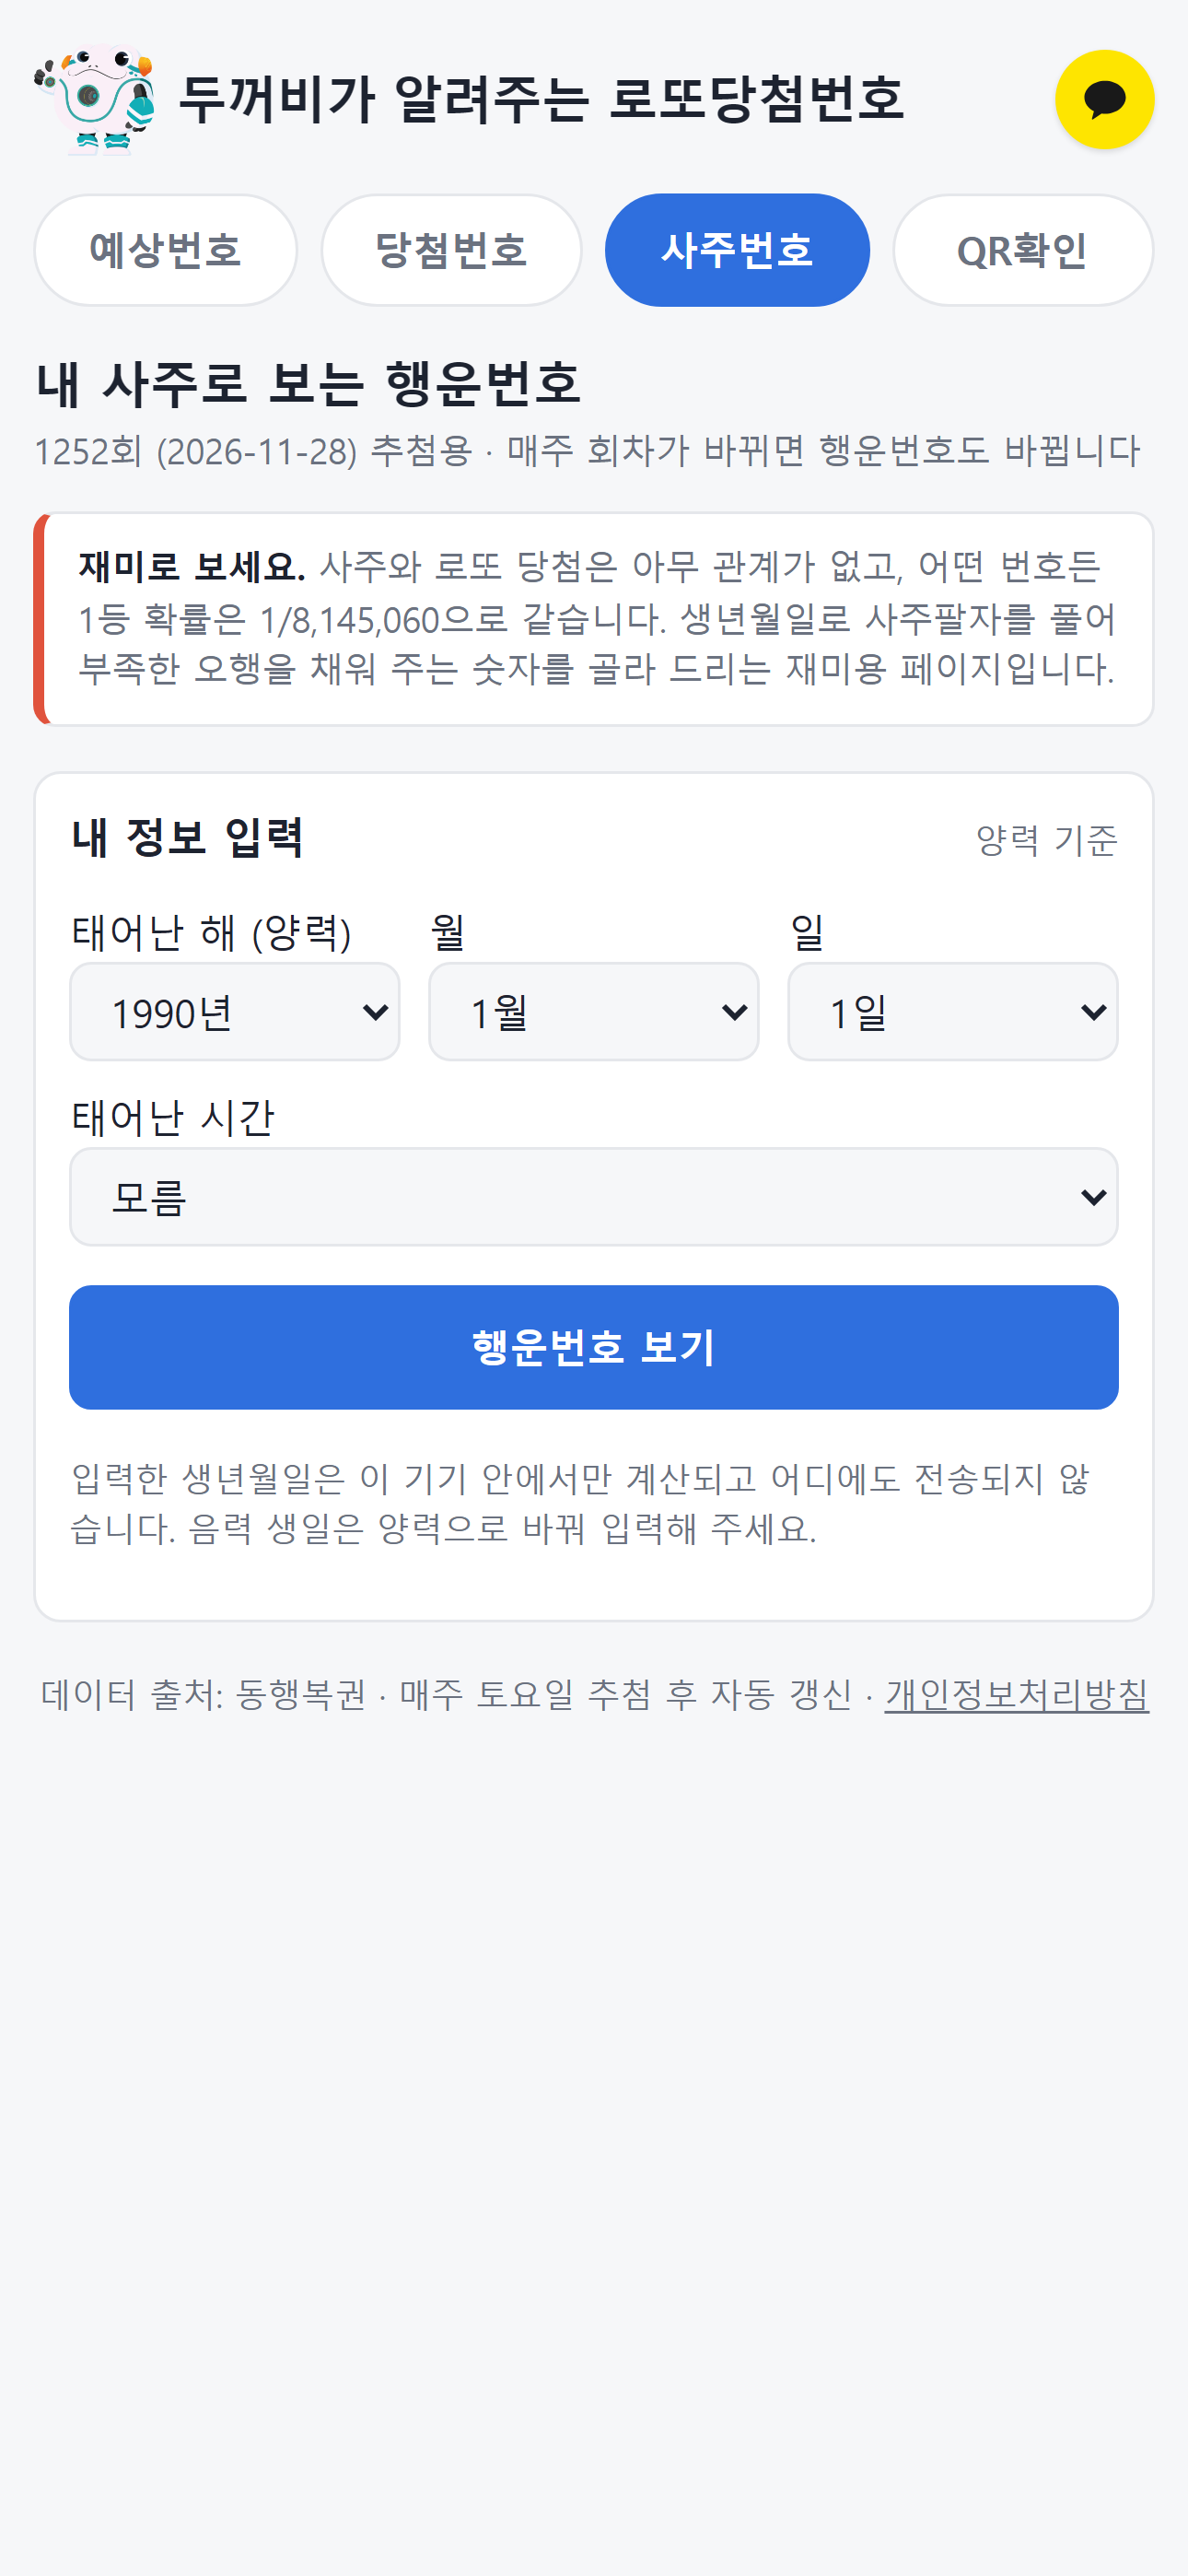 두꺼비가 알려주는 로또당첨번호
예상번호
당첨번호
사주번호
QR확인
내 사주로 보는 행운번호
1252회 (2026-11-28) 추첨용 · 매주 회차가 바뀌면 행운번호도 바뀝니다
재미로 보세요. 사주와 로또 당첨은 아무 관계가 없고, 어떤 번호든
1등 확률은 1/8,145,060으로 같습니다. 생년월일로 사주팔자를 풀어
부족한 오행을 채워 주는 숫자를 골라 드리는 재미용 페이지입니다.
내 정보 입력
양력 기준
태어난 해 (양력)
월
일
1990년
1월
1일
태어난 시간
모름
행운번호 보기
입력한 생년월일은 이 기기 안에서만 계산되고 어디에도 전송되지 않
습니다. 음력 생일은 양력으로 바꿔 입력해 주세요.
데이터 출처: 동행복권 · 매주 토요일 추첨 후 자동 갱신 · 개인정보처리방침